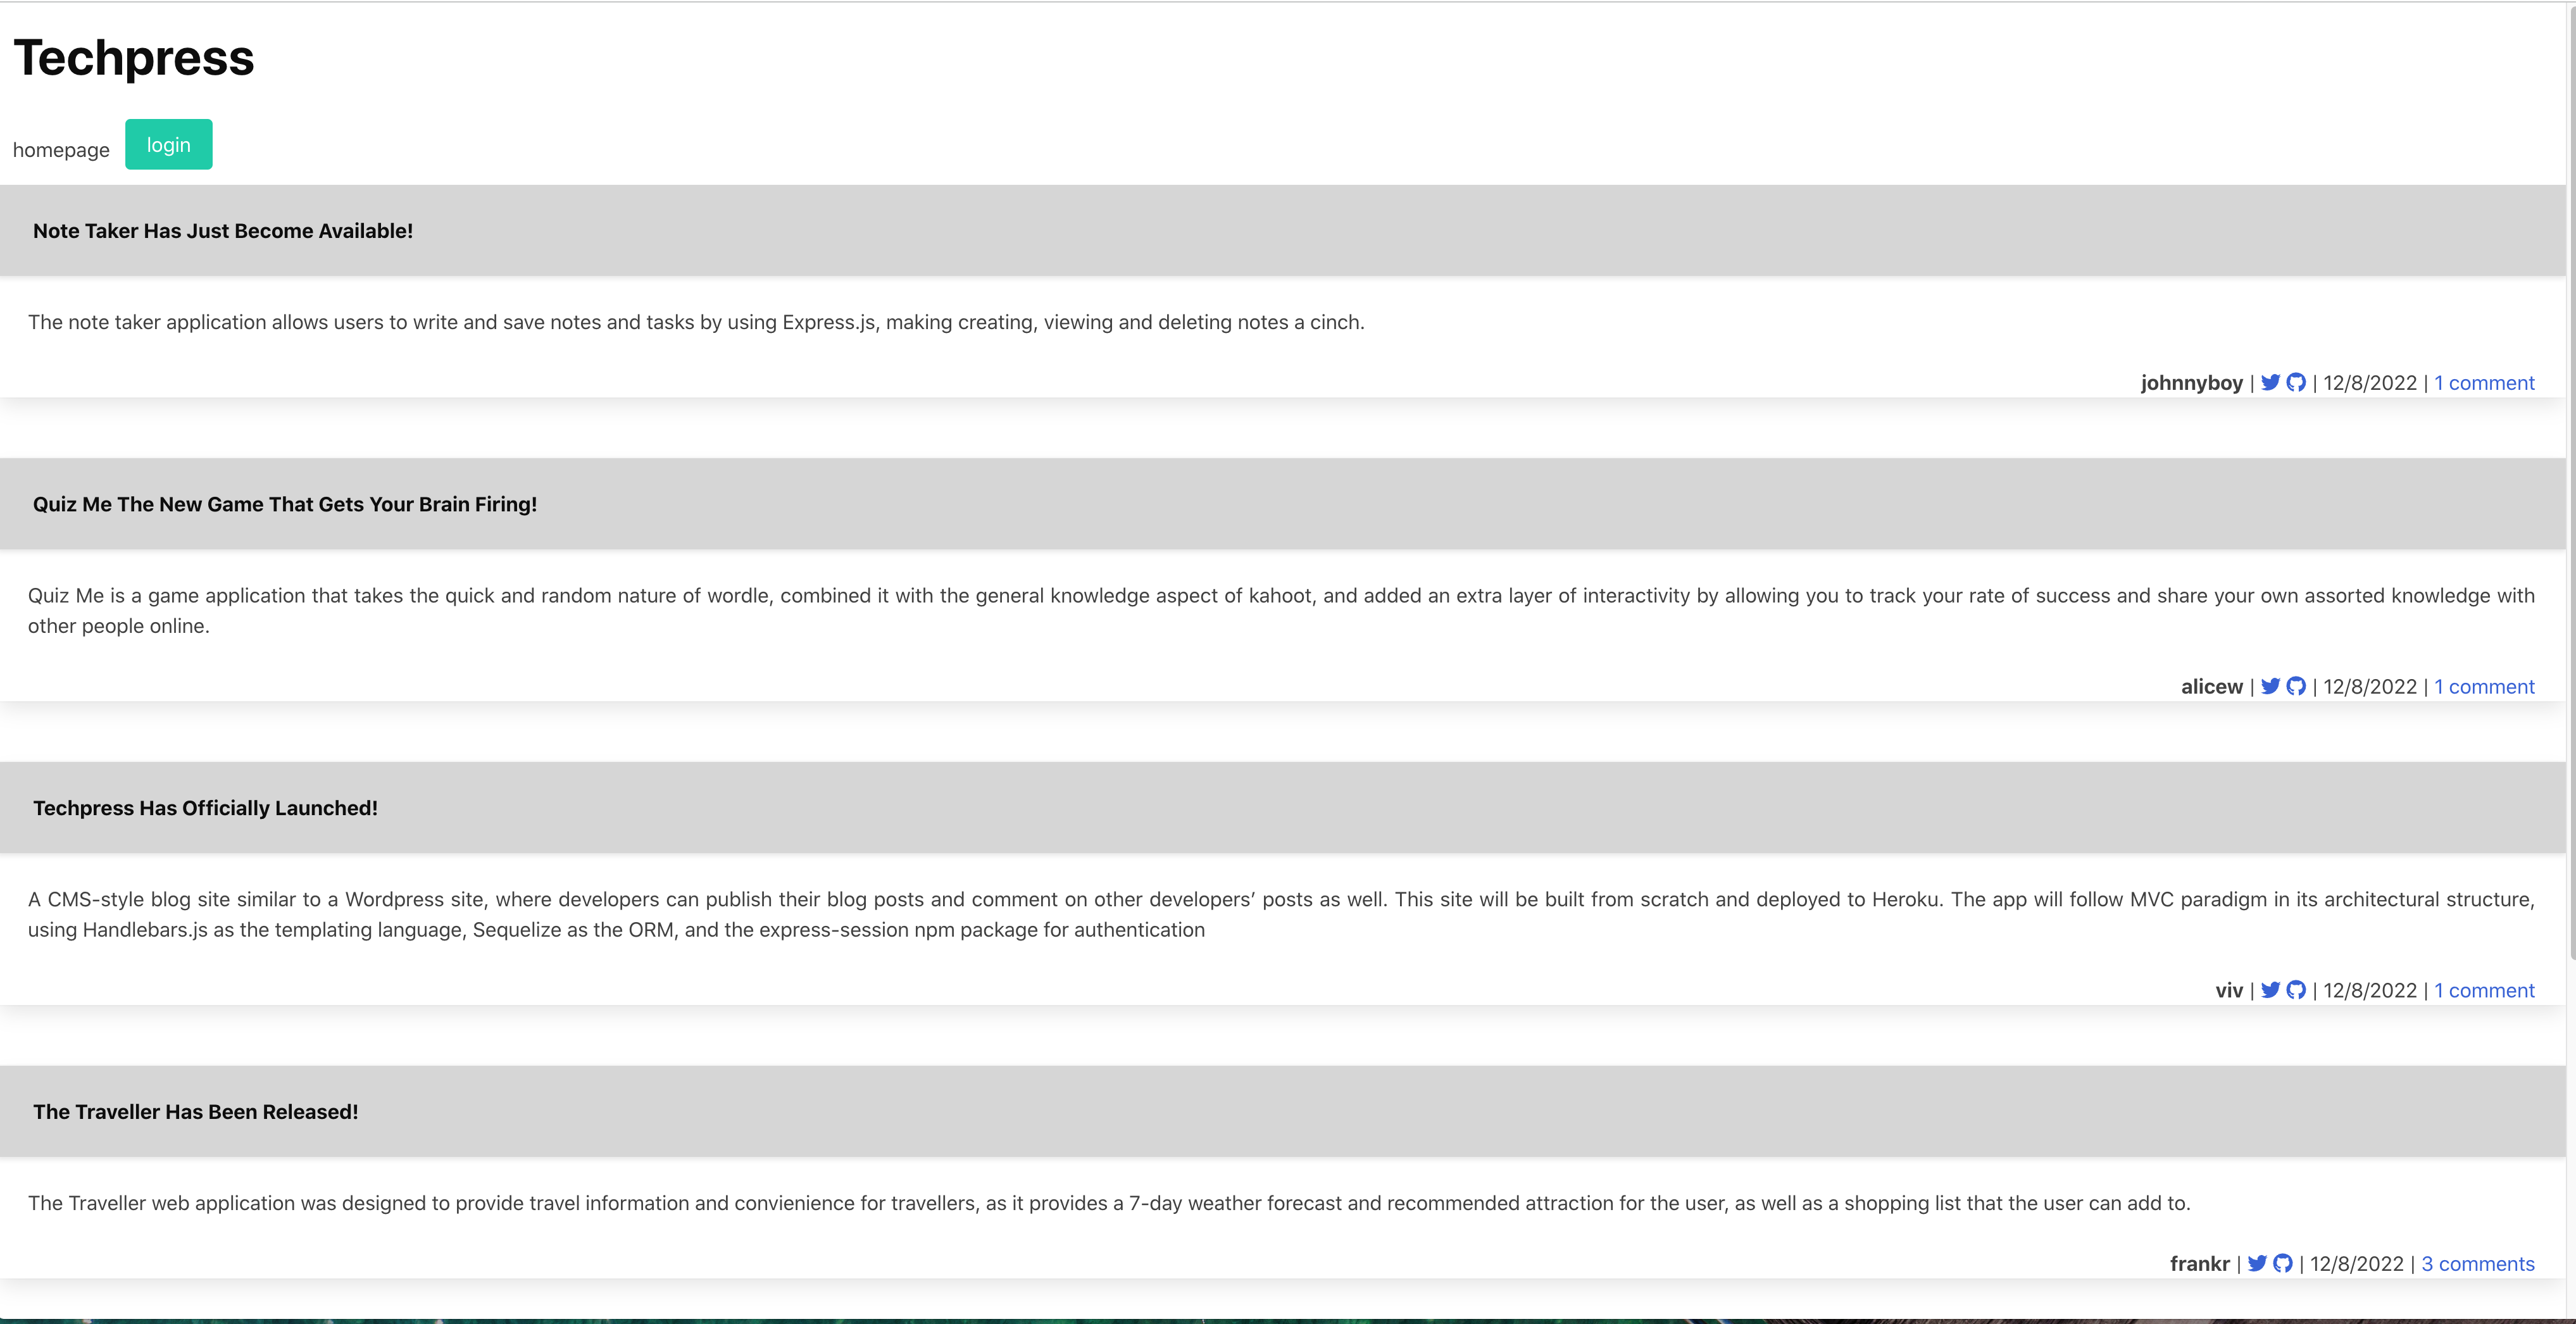 Techpress
homepage login
Note Taker Has Just Become Available!
The note taker application allows users to write and save notes and tasks by using Express.js, making creating, viewing and deleting notes a cinch.
johnnyboy | | 12/8/2022 | 1 comment
Quiz Me The New Game That Gets Your Brain Firing!
Quiz Me is a game application that takes the quick and random nature of wordle, combined it with the general knowledge aspect of kahoot, and added an extra layer of interactivity by allowing you to track your rate of success and share your own assorted knowledge with
other people online.
alicew | | 12/8/2022 | 1 comment
Techpress Has Officially Launched!
A CMS-style blog site similar to a Wordpress site, where developers can publish their blog posts and comment on other developers’ posts as well. This site will be built from scratch and deployed to Heroku. The app will follow MVC paradigm in its architectural structure,
using Handlebars.js as the templating language, Sequelize as the ORM, and the express-session npm package for authentication
viv | | 12/8/2022 | 1 comment
The Traveller Has Been Released!
The Traveller web application was designed to provide travel information and convienience for travellers, as it provides a 7-day weather forecast and recommended attraction for the user, as well as a shopping list that the user can add to.
frankr | | 12/8/2022 | 3 comments